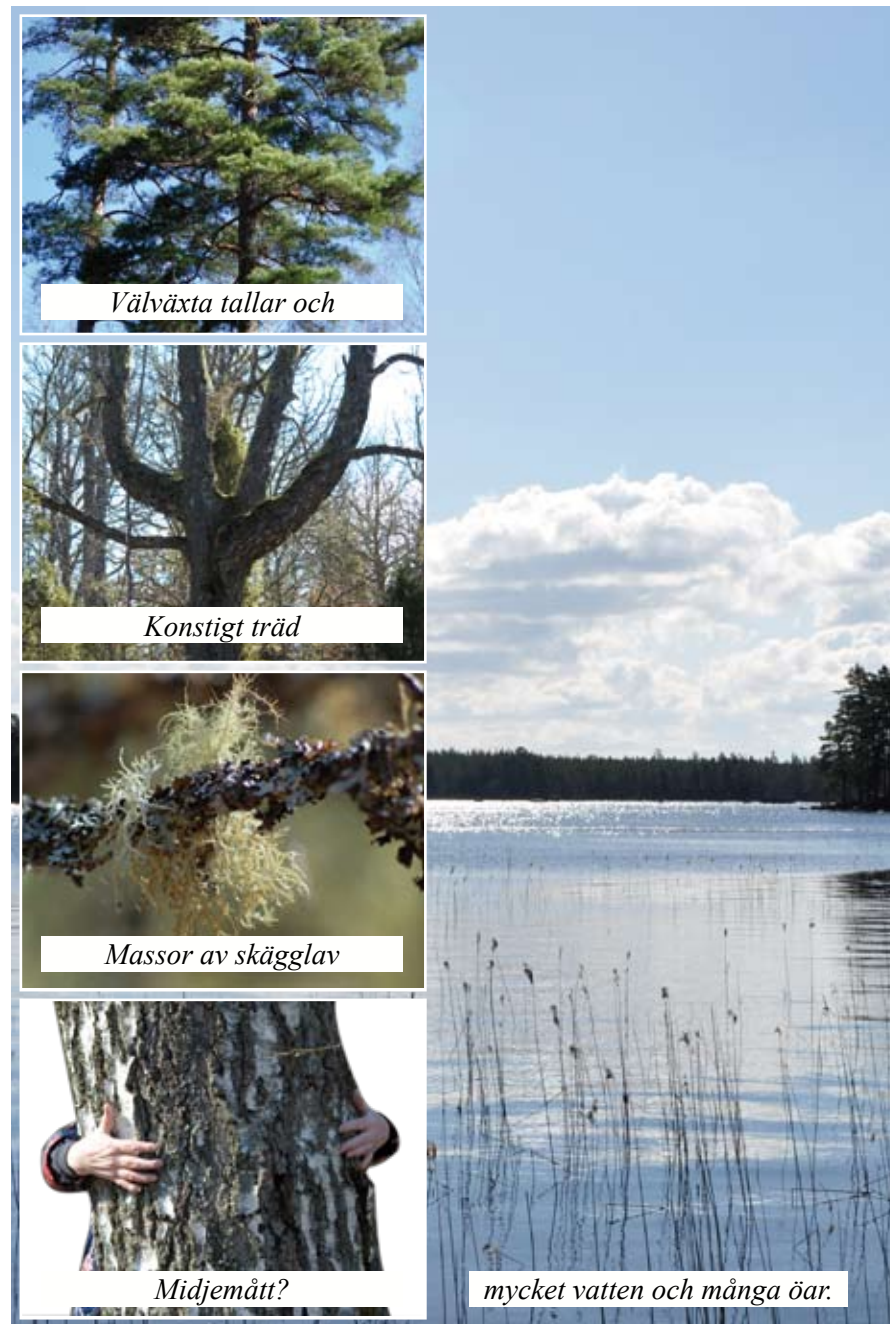 Välväxta tallar och
Konstigt träd
Massor av skägglav
Midjemått?
mycket vatten och många öar.